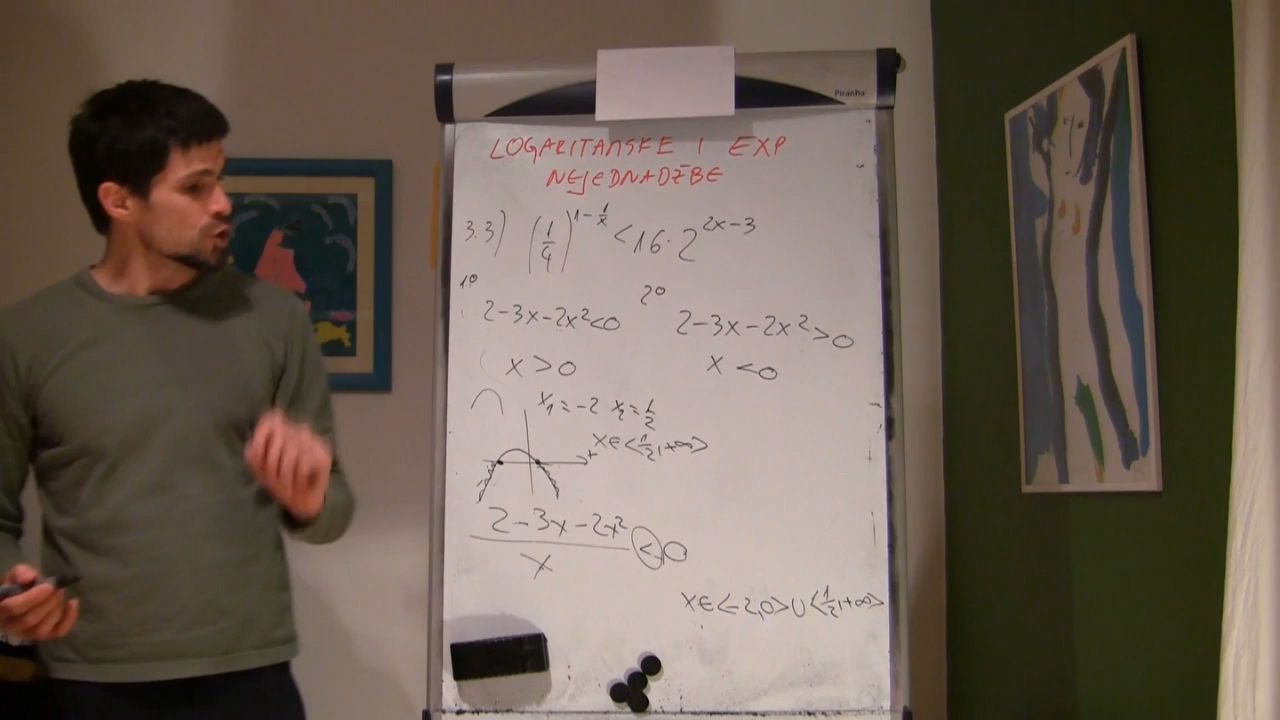 Piranha
LOGARITAMSKE I EXP
NEJEDNADŽBE
3.3) (1/4)^(1-1/x) < 16·2^(2x-3)
1° 2-3x-2x²<0
x>0
2° 2-3x-2x²>0
x<0
x₁=-2 x₂=1/2
x∈<1/2,+∞>
(2-3x-2x²)/x < 0
x∈<-2,0>∪<1/2,+∞>